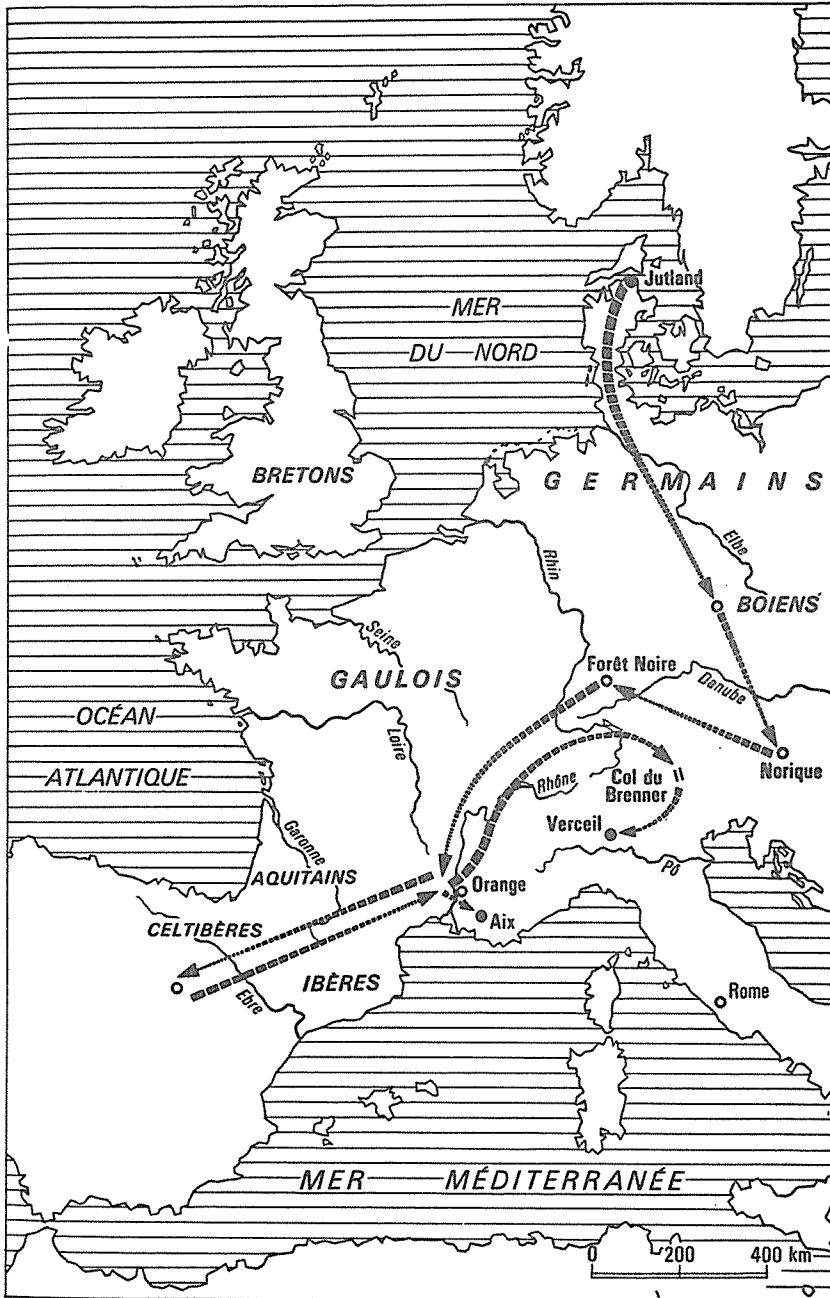 Jutland
MER
DU NORD
BRETONS
GERMAINS
Elbe
Rhin
BOIENS
Seine
Forêt Noire
GAULOIS
Danube
OCÉAN
Loire
ATLANTIQUE
Norique
Rhône
Col du
Brenner
Verceil
Garonne
Pô
AQUITAINS
Orange
Aix
CELTIBÈRES
IBÈRES
Ebre
Rome
MER MÉDITERRANÉE
0 200 400 km